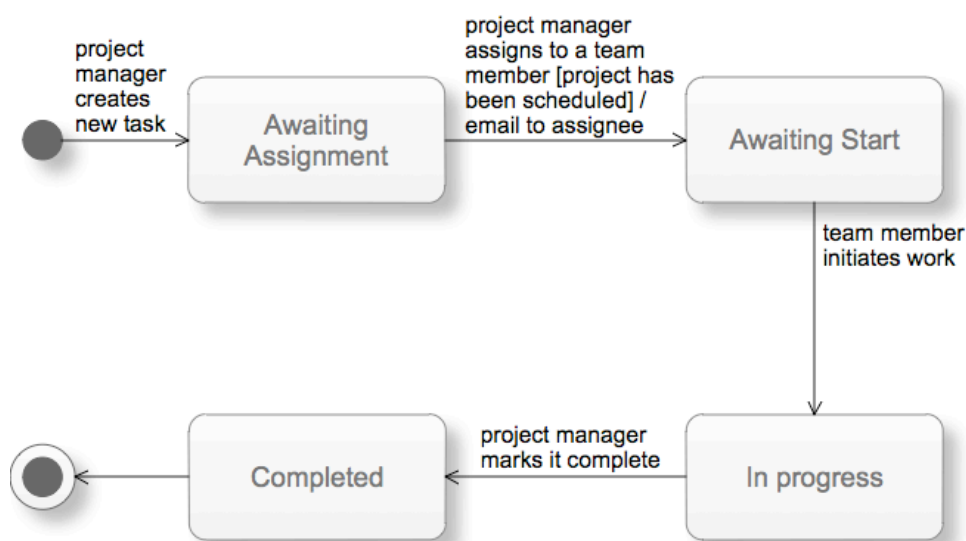 project
manager
creates
new task
Awaiting
Assignment
project manager
assigns to a team
member [project has
been scheduled] /
email to assignee
Awaiting Start
team member
initiates work
In progress
project manager
marks it complete
Completed